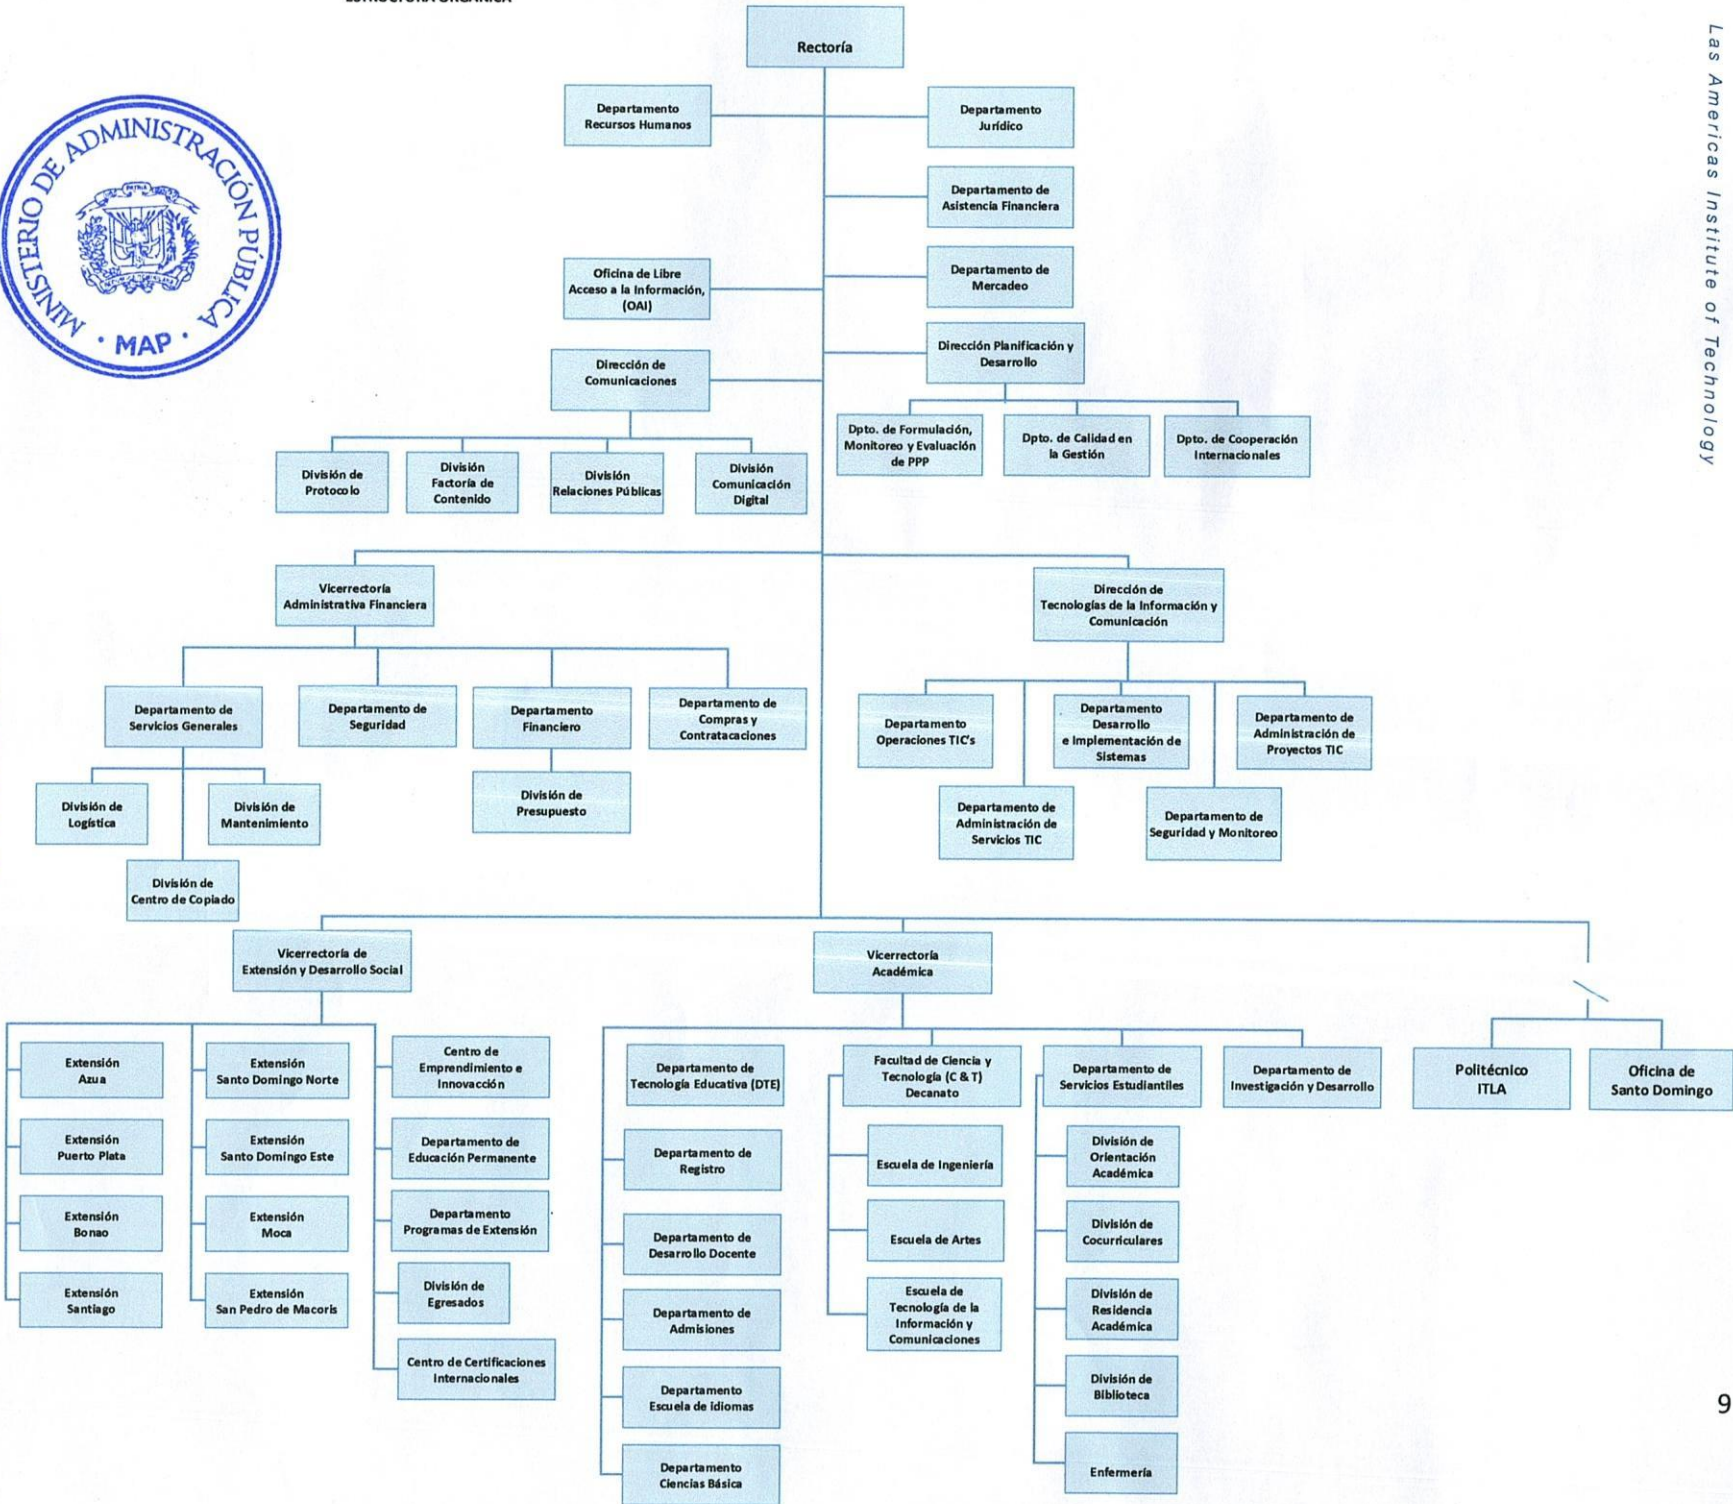 ESTRUCTURA ORGÁNICA
Las Americas Institute of Technology
MINISTERIO DE ADMINISTRACIÓN PÚBLICA
· MAP ·
Rectoría
Departamento
Recursos Humanos
Departamento
Jurídico
Departamento de
Asistencia Financiera
Oficina de Libre
Acceso a la Información,
(OAI)
Departamento de
Mercadeo
Dirección de
Comunicaciones
Dirección Planificación y
Desarrollo
División de
Protocolo
División
Factoría de
Contenido
División
Relaciones Públicas
División
Comunicación
Digital
Dpto. de Formulación,
Monitoreo y Evaluación
de PPP
Dpto. de Calidad en
la Gestión
Dpto. de Cooperación
Internacionales
Vicerrectoría
Administrativa Financiera
Dirección de
Tecnologías de la Información y
Comunicación
Departamento de
Servicios Generales
Departamento de
Seguridad
Departamento
Financiero
Departamento de
Compras y
Contratacaciones
Departamento
Operaciones TIC's
Departamento
Desarrollo
e Implementación de
Sistemas
Departamento de
Administración de
Proyectos TIC
División de
Logística
División de
Mantenimiento
División de
Presupuesto
Departamento de
Administración de
Servicios TIC
Departamento de
Seguridad y Monitoreo
División de
Centro de Copiado
Vicerrectoría de
Extensión y Desarrollo Social
Vicerrectoría
Académica
Extensión
Azua
Extensión
Puerto Plata
Extensión
Bonao
Extensión
Santiago
Extensión
Santo Domingo Norte
Extensión
Santo Domingo Este
Extensión
Moca
Extensión
San Pedro de Macoris
Centro de
Emprendimiento e
Innovacción
Departamento de
Educación Permanente
Departamento
Programas de Extensión
División de
Egresados
Centro de Certificaciones
Internacionales
Departamento de
Tecnología Educativa (DTE)
Departamento de
Registro
Departamento de
Desarrollo Docente
Departamento de
Admisiones
Departamento
Escuela de idiomas
Departamento
Ciencias Básica
Facultad de Ciencia y
Tecnología (C & T)
Decanato
Escuela de Ingeniería
Escuela de Artes
Escuela de
Tecnología de la
Información y
Comunicaciones
Departamento de
Servicios Estudiantiles
División de
Orientación
Académica
División de
Cocurriculares
División de
Residencia
Académica
División de
Biblioteca
Enfermería
Departamento de
Investigación y Desarrollo
Politécnico
ITLA
Oficina de
Santo Domingo
9